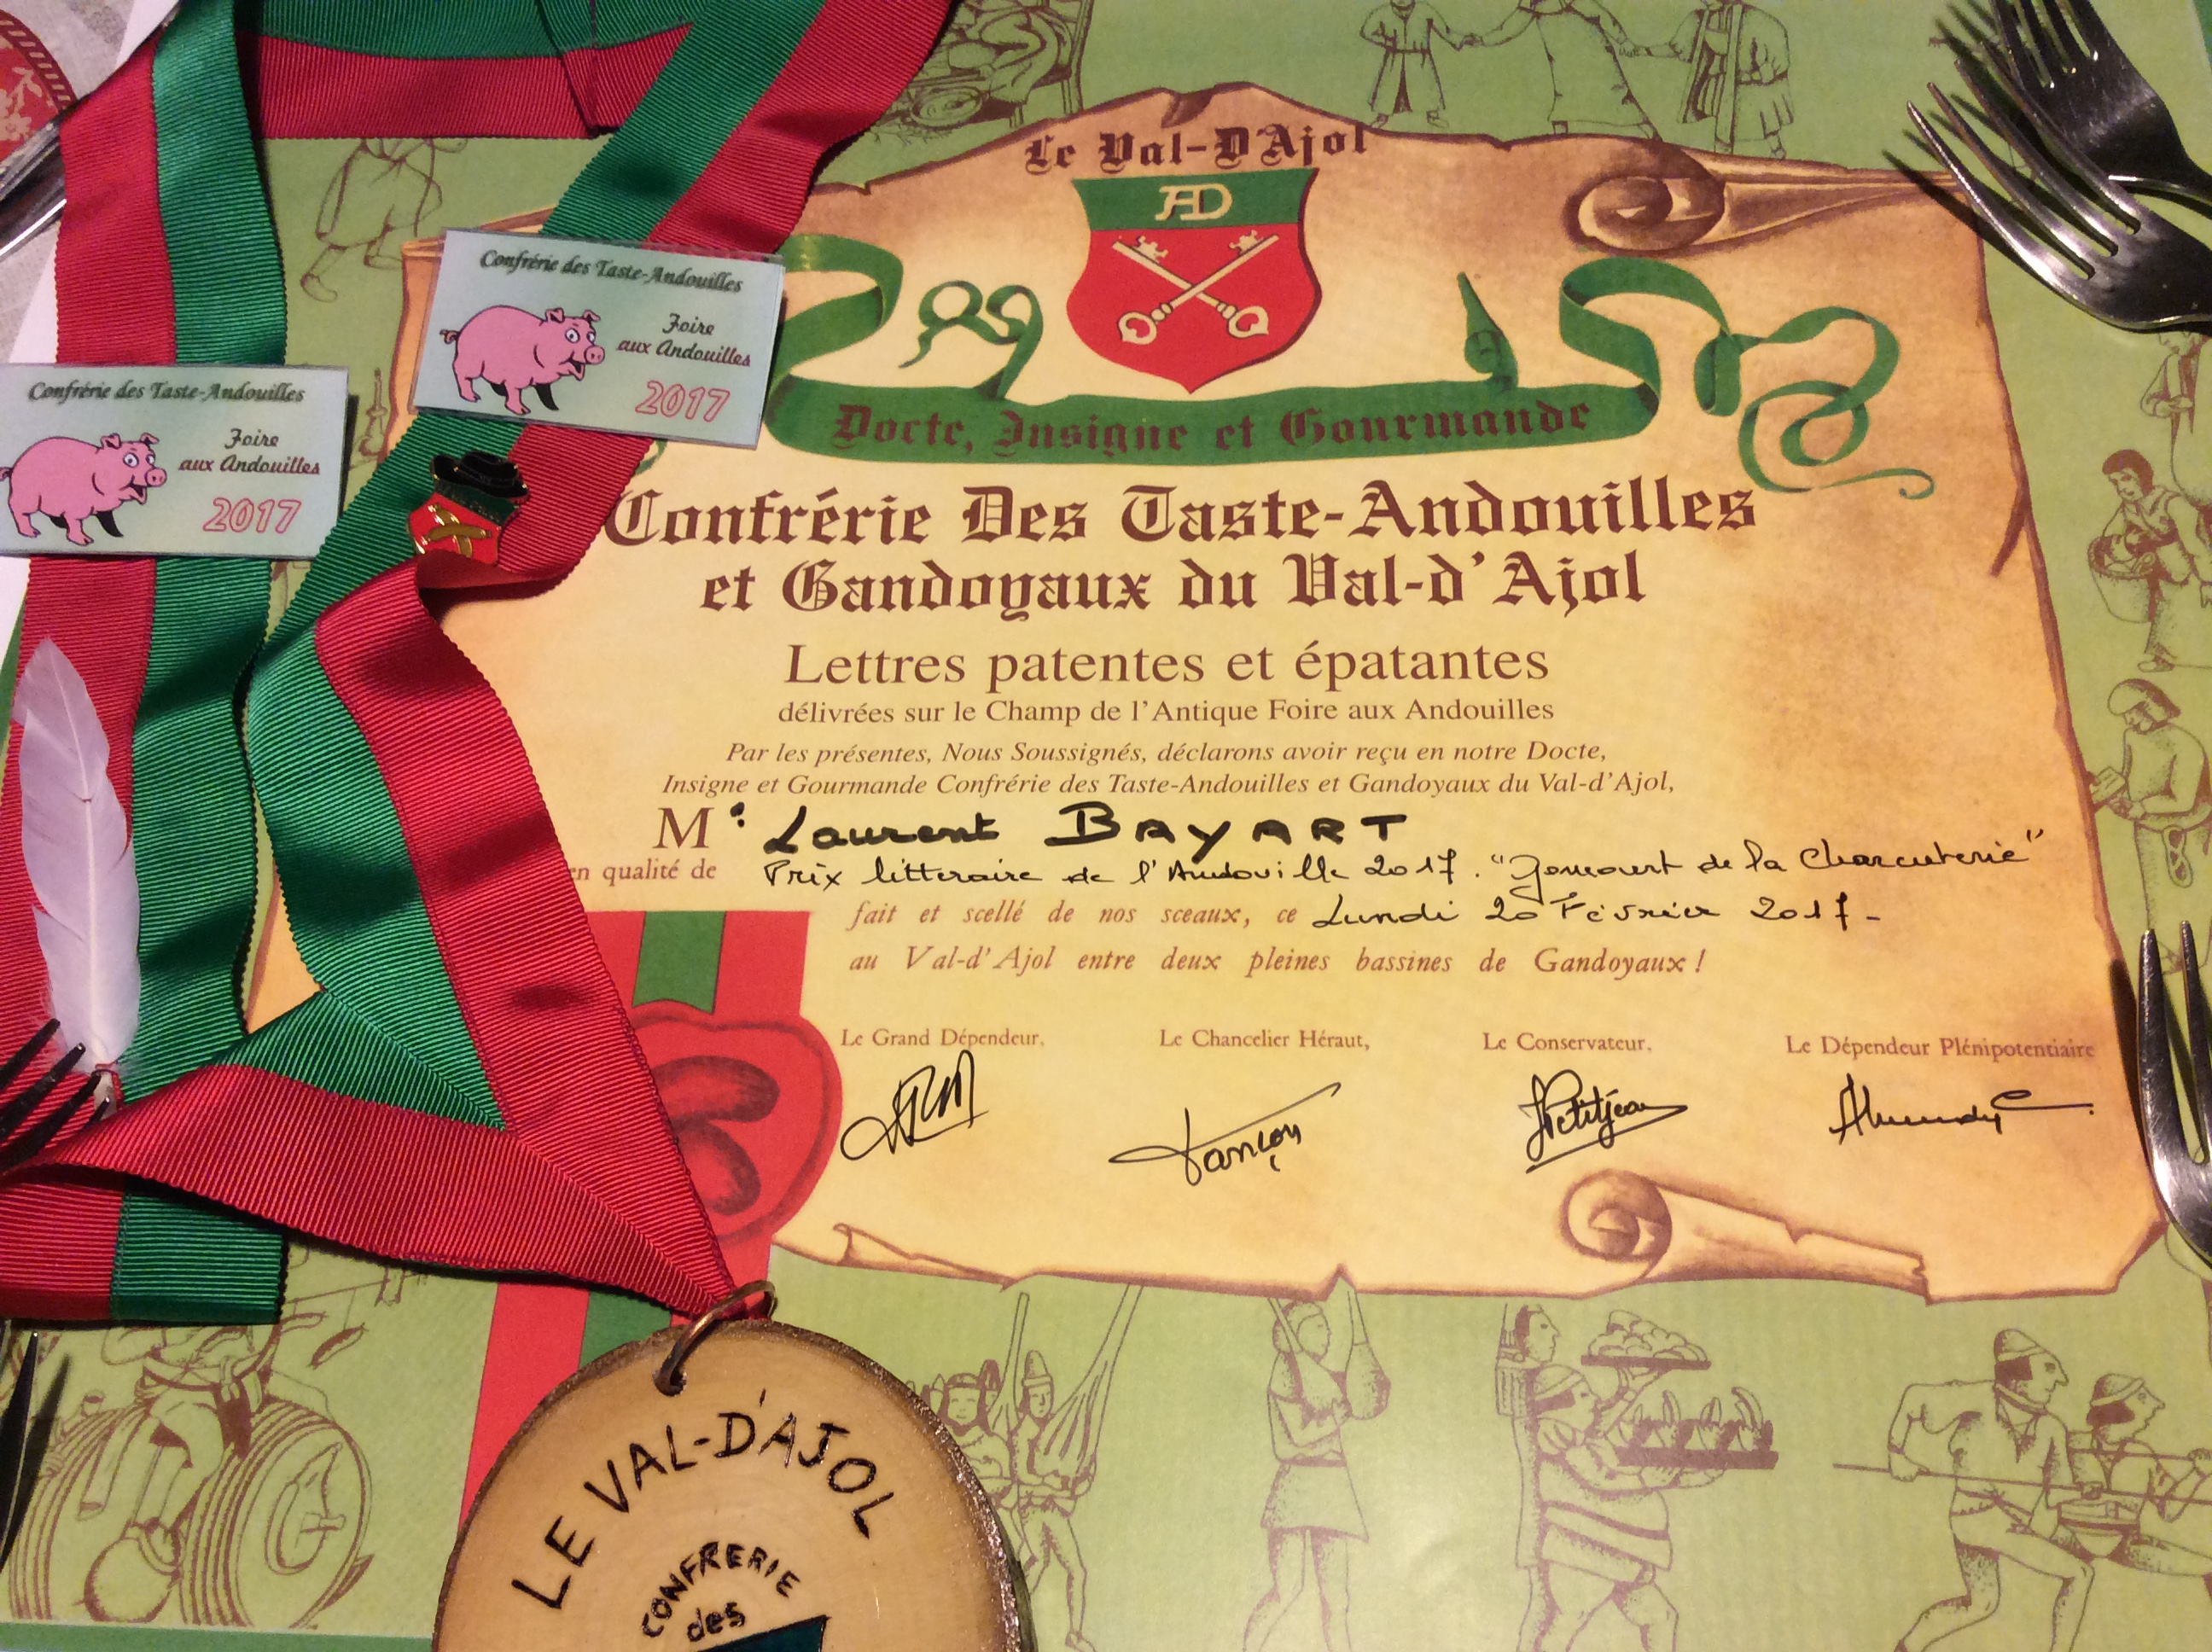 Le Val-D'Ajol
AD
Docte, Insigne et Gourmande
Confrérie Des Taste-Andouilles
et Gandoyaux du Val-d'Ajol
Lettres patentes et épatantes
délivrées sur le Champ de l'Antique Foire aux Andouilles
Par les présentes, Nous Soussignés, déclarons avoir reçu en notre Docte,
Insigne et Gourmande Confrérie des Taste-Andouilles et Gandoyaux du Val-d'Ajol,
M: Laurent BAYART
en qualité de Prix litteraire de l'Andouille 2017. "Goncourt de la Charcuterie"
fait et scellé de nos sceaux, ce Lundi 20 Février 2017-
au Val-d'Ajol entre deux pleines bassines de Gandoyaux !
Le Grand Dépendeur, Le Chancelier Héraut, Le Conservateur, Le Dépendeur Plénipotentiaire
Petitjean
Confrérie des Taste-Andouilles
Foire
aux Andouilles
2017
Confrérie des Taste-Andouilles
Foire
aux Andouilles
2017
LE VAL-D'AJOL
CONFRERIE
des